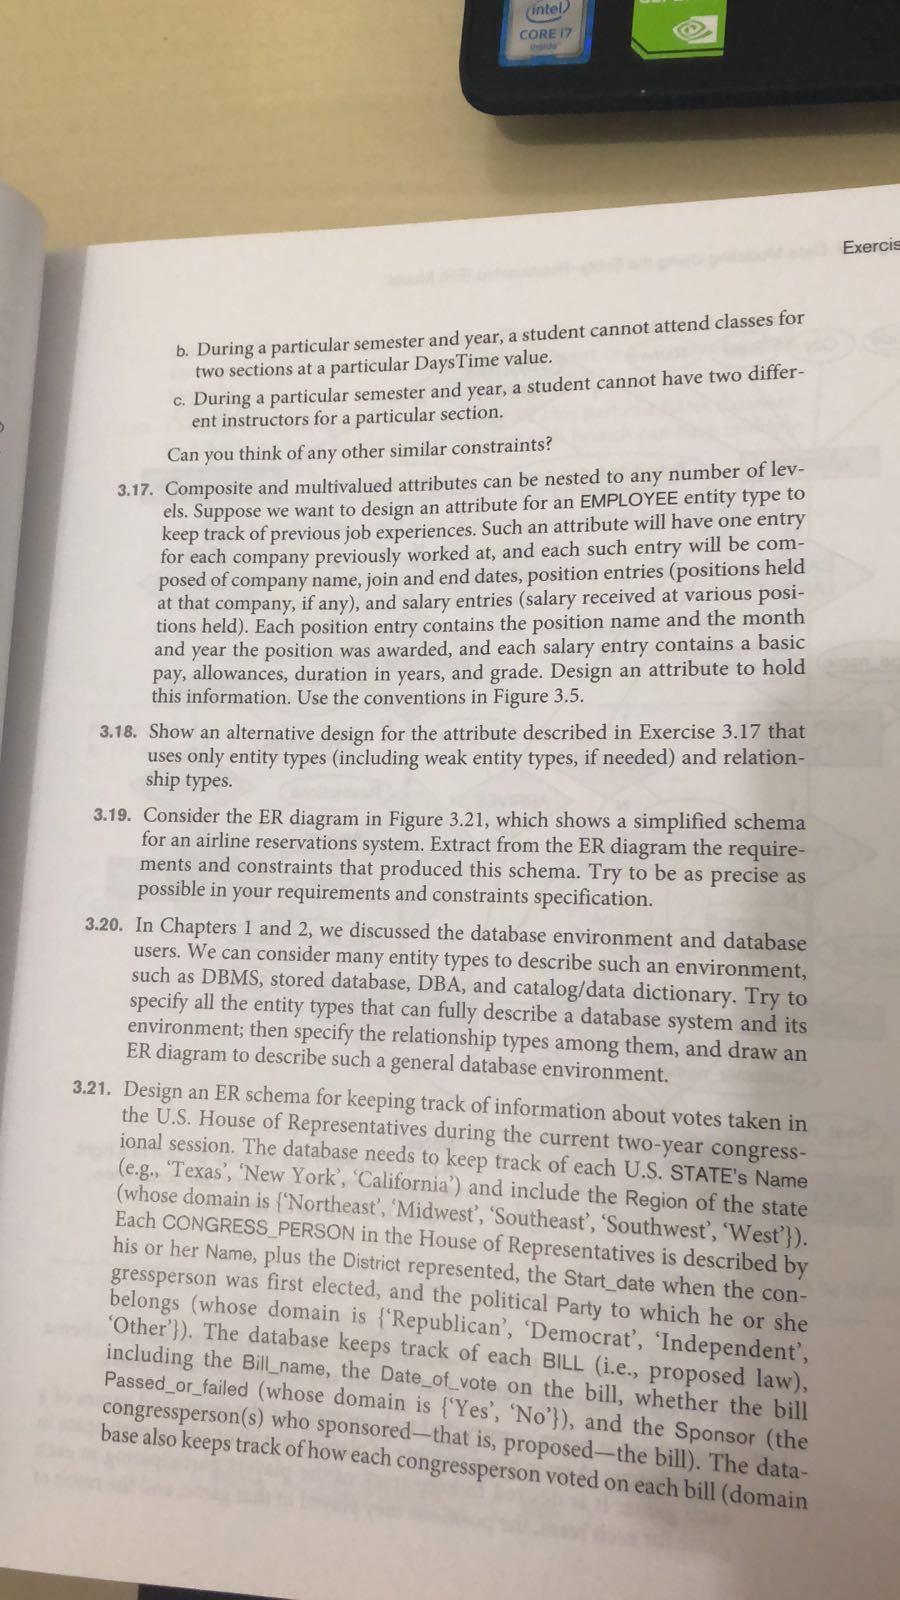 intel
CORE i7
inside
Exercis
b. During a particular semester and year, a student cannot attend classes for
two sections at a particular DaysTime value.
c. During a particular semester and year, a student cannot have two differ-
ent instructors for a particular section.
Can you think of any other similar constraints?
3.17. Composite and multivalued attributes can be nested to any number of lev-
els. Suppose we want to design an attribute for an EMPLOYEE entity type to
keep track of previous job experiences. Such an attribute will have one entry
for each company previously worked at, and each such entry will be com-
posed of company name, join and end dates, position entries (positions held
at that company, if any), and salary entries (salary received at various posi-
tions held). Each position entry contains the position name and the month
and year the position was awarded, and each salary entry contains a basic
pay, allowances, duration in years, and grade. Design an attribute to hold
this information. Use the conventions in Figure 3.5.
3.18. Show an alternative design for the attribute described in Exercise 3.17 that
uses only entity types (including weak entity types, if needed) and relation-
ship types.
3.19. Consider the ER diagram in Figure 3.21, which shows a simplified schema
for an airline reservations system. Extract from the ER diagram the require-
ments and constraints that produced this schema. Try to be as precise as
possible in your requirements and constraints specification.
3.20. In Chapters 1 and 2, we discussed the database environment and database
users. We can consider many entity types to describe such an environment,
such as DBMS, stored database, DBA, and catalog/data dictionary. Try to
specify all the entity types that can fully describe a database system and its
environment; then specify the relationship types among them, and draw an
ER diagram to describe such a general database environment.
3.21. Design an ER schema for keeping track of information about votes taken in
the U.S. House of Representatives during the current two-year congress-
ional session. The database needs to keep track of each U.S. STATE's Name
(e.g., ‘Texas’, ‘New York’, ‘California’) and include the Region of the state
(whose domain is {‘Northeast’, ‘Midwest’, ‘Southeast’, ‘Southwest’, ‘West’}).
Each CONGRESS_PERSON in the House of Representatives is described by
his or her Name, plus the District represented, the Start_date when the con-
gressperson was first elected, and the political Party to which he or she
belongs (whose domain is {‘Republican’, ‘Democrat’, ‘Independent’,
‘Other’}). The database keeps track of each BILL (i.e., proposed law),
including the Bill_name, the Date_of_vote on the bill, whether the bill
Passed_or_failed (whose domain is {‘Yes’, ‘No’}), and the Sponsor (the
congressperson(s) who sponsored—that is, proposed—the bill). The data-
base also keeps track of how each congressperson voted on each bill (domain